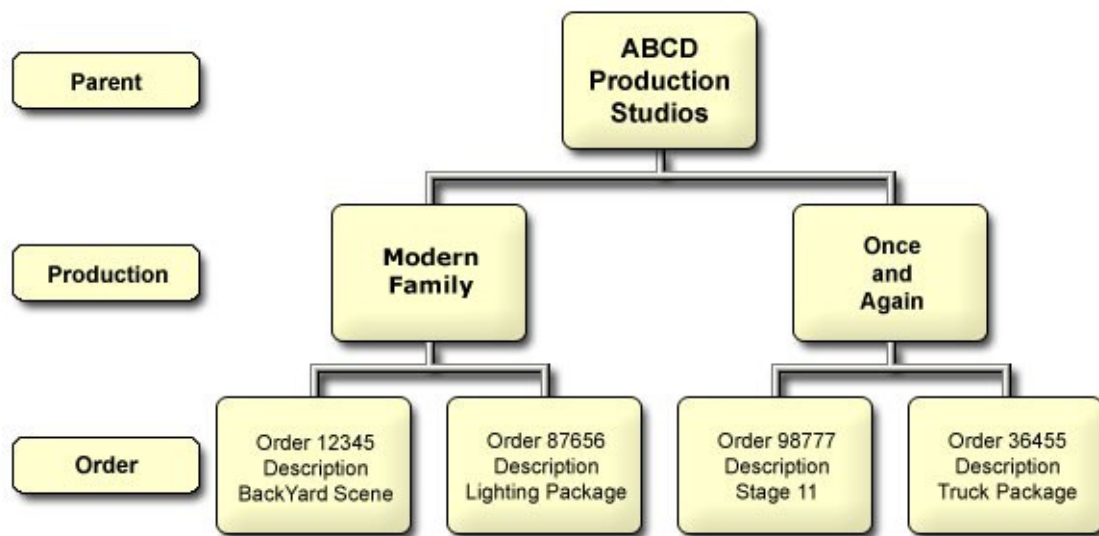 Parent
ABCD
Production
Studios
Production
Modern
Family
Once
and
Again
Order
Order 12345
Description
BackYard Scene
Order 87656
Description
Lighting Package
Order 98777
Description
Stage 11
Order 36455
Description
Truck Package